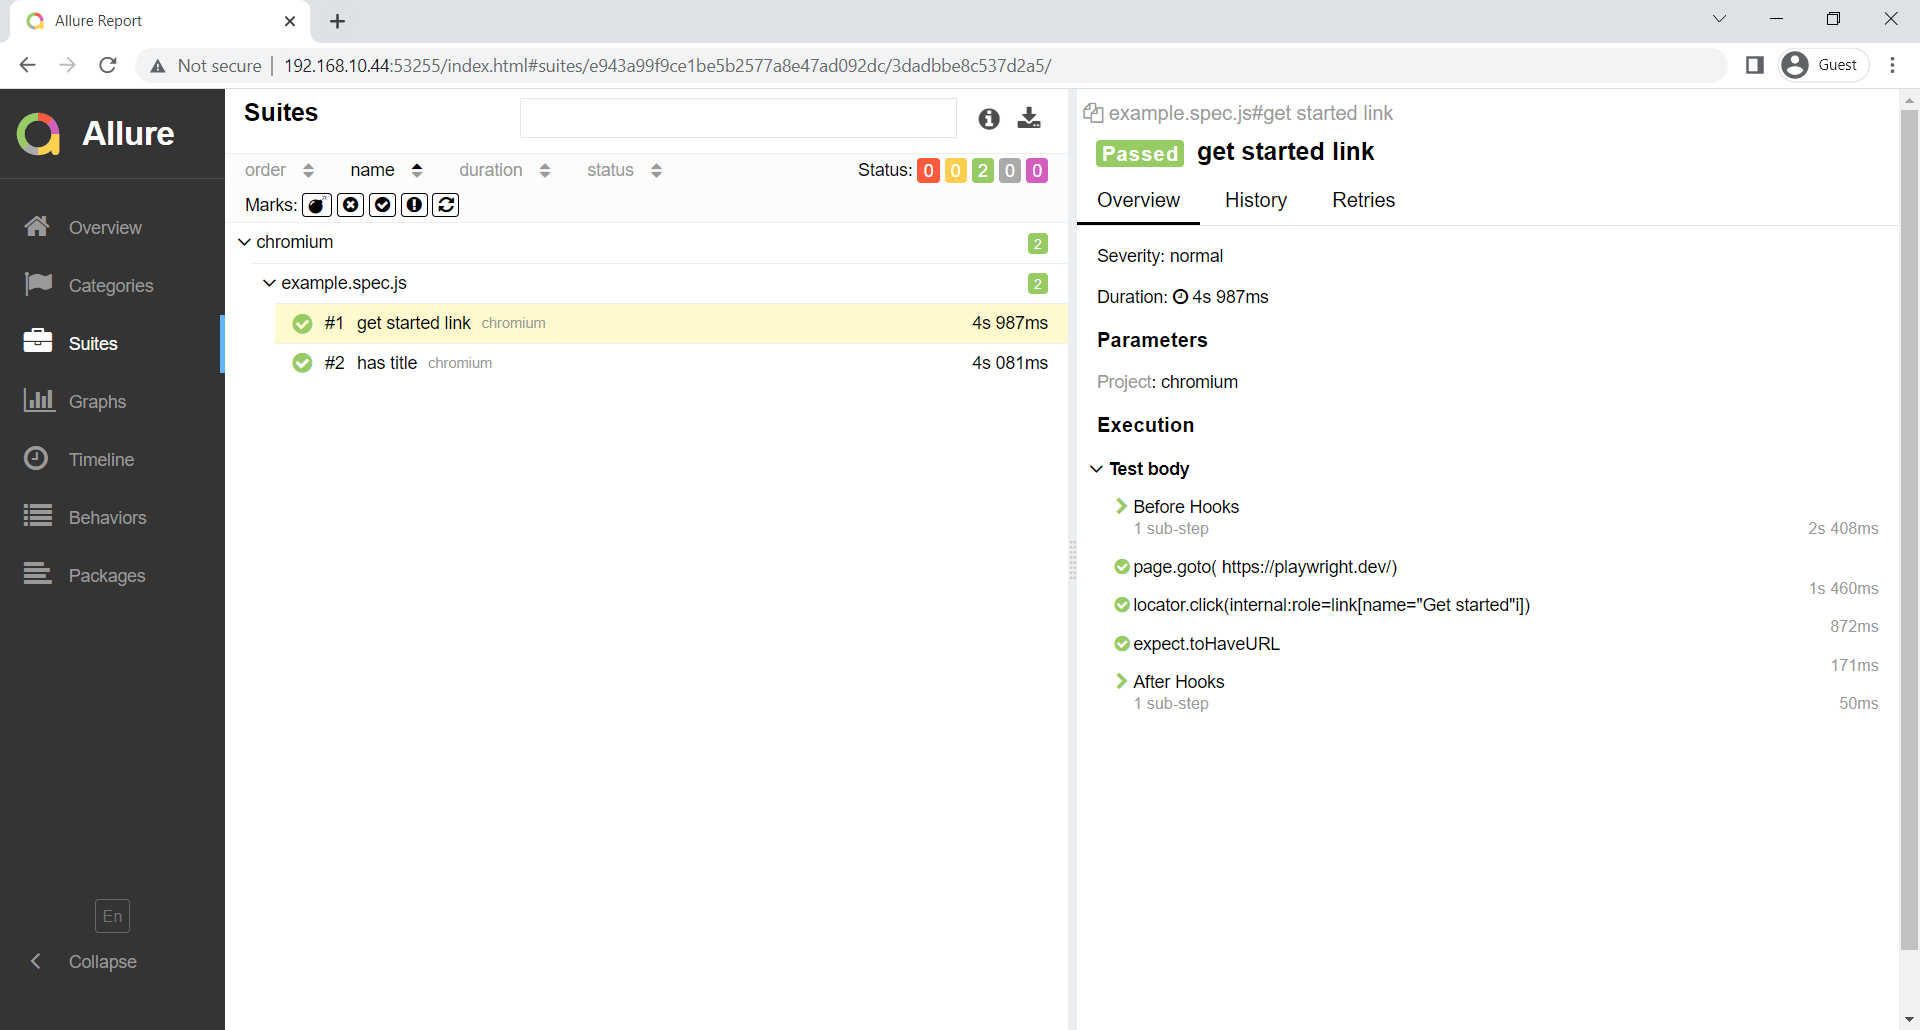 Allure Report
Not secure
192.168.10.44:53255/index.html#suites/e943a99f9ce1be5b2577a8e47ad092dc/3dadbbe8c537d2a5/
Guest
Allure
Overview
Categories
Suites
Graphs
Timeline
Behaviors
Packages
En
Collapse
Suites
order name duration status
Status: 0 0 2 0 0
Marks:
chromium 2
example.spec.js 2
#1 get started link chromium 4s 987ms
#2 has title chromium 4s 081ms
example.spec.js#get started link
Passed get started link
Overview History Retries
Severity: normal
Duration: 4s 987ms
Parameters
Project: chromium
Execution
Test body
Before Hooks
1 sub-step 2s 408ms
page.goto( https://playwright.dev/)
1s 460ms
locator.click(internal:role=link[name="Get started"i])
872ms
expect.toHaveURL
171ms
After Hooks
1 sub-step 50ms